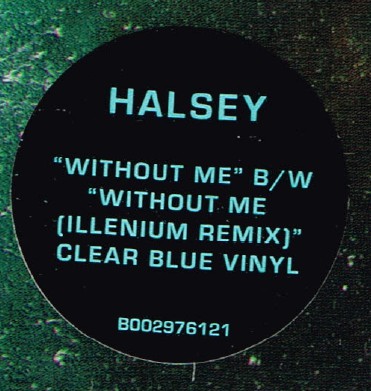 HALSEY
“WITHOUT ME” B/W
“WITHOUT ME
(ILLENIUM REMIX)”
CLEAR BLUE VINYL
B002976121